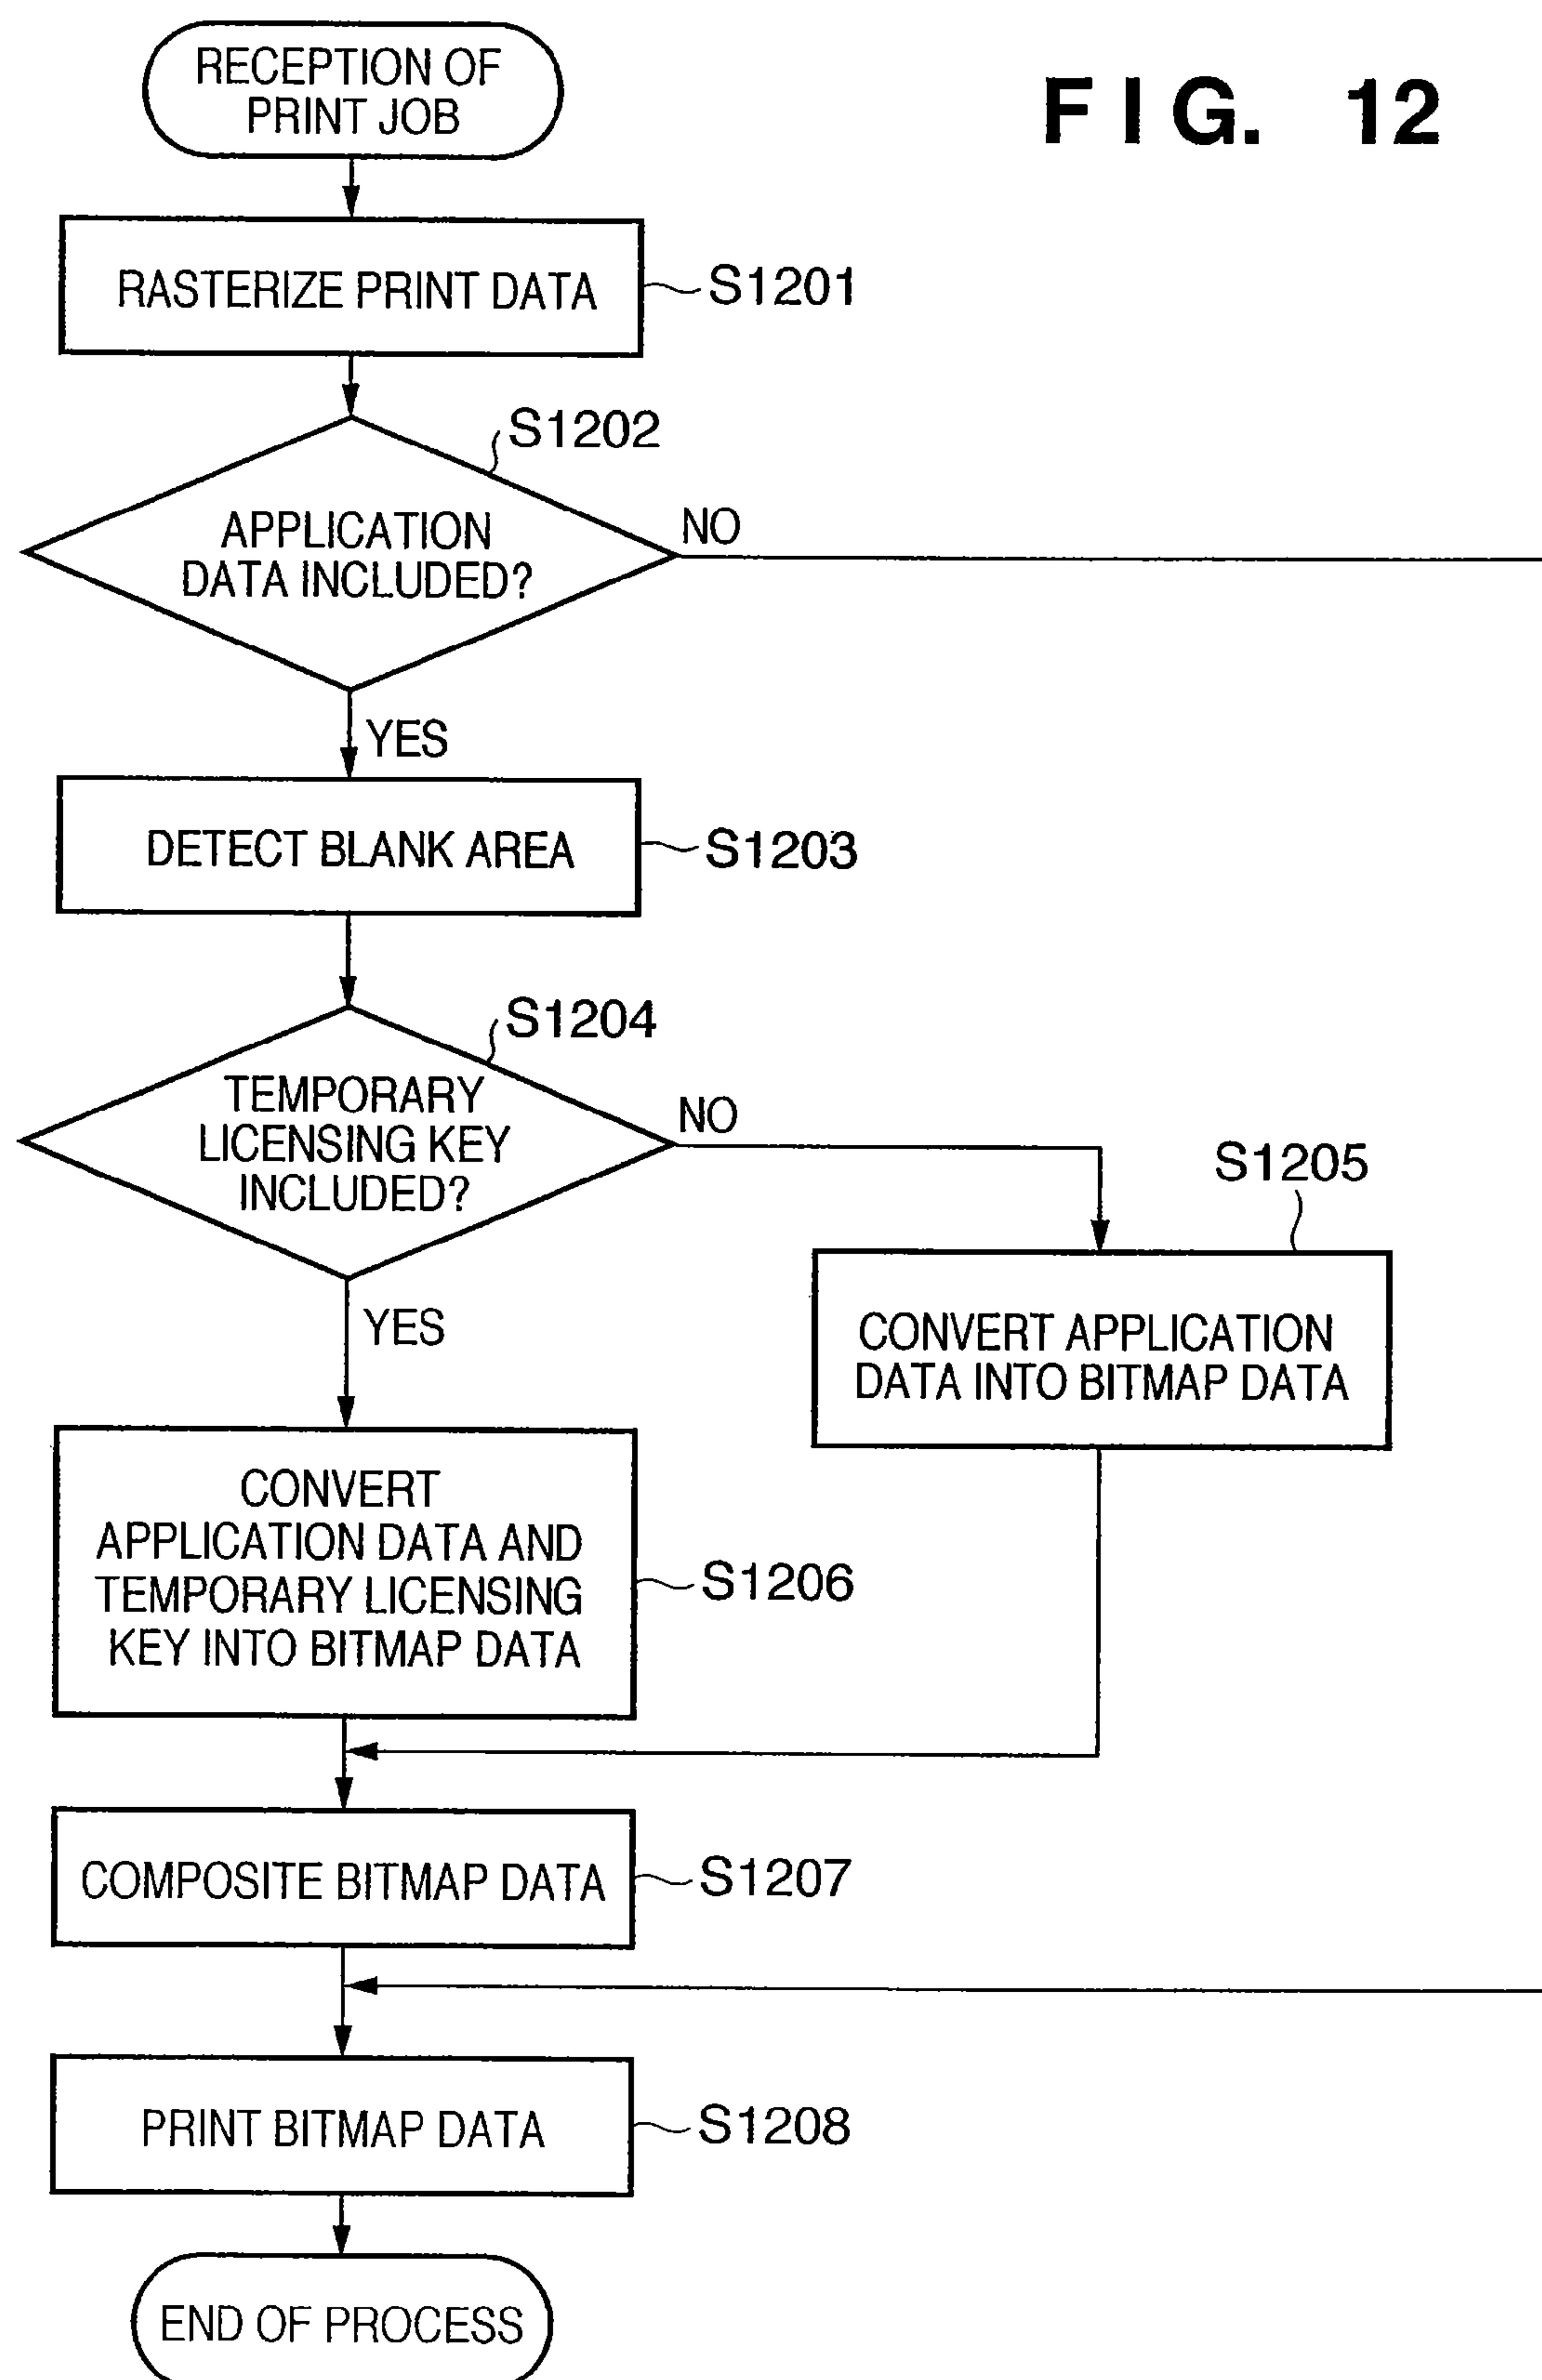 FIG. 12
RECEPTION OF
PRINT JOB
RASTERIZE PRINT DATA
S1201
S1202
APPLICATION
DATA INCLUDED?
NO
YES
DETECT BLANK AREA
S1203
S1204
TEMPORARY
LICENSING KEY
INCLUDED?
NO
YES
S1205
CONVERT APPLICATION
DATA INTO BITMAP DATA
CONVERT
APPLICATION DATA AND
TEMPORARY LICENSING
KEY INTO BITMAP DATA
S1206
COMPOSITE BITMAP DATA
S1207
PRINT BITMAP DATA
S1208
END OF PROCESS